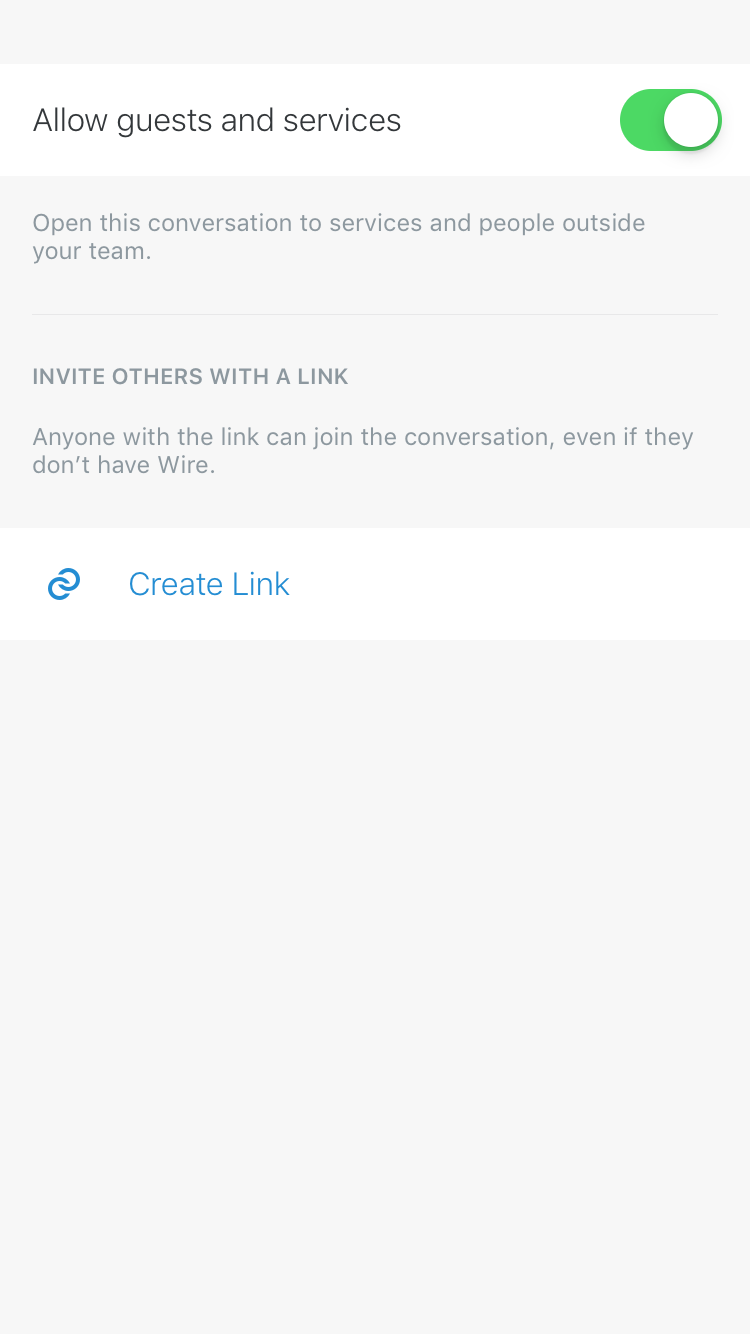 Allow guests and services
Open this conversation to services and people outside
your team.
INVITE OTHERS WITH A LINK
Anyone with the link can join the conversation, even if they
don’t have Wire.
Create Link